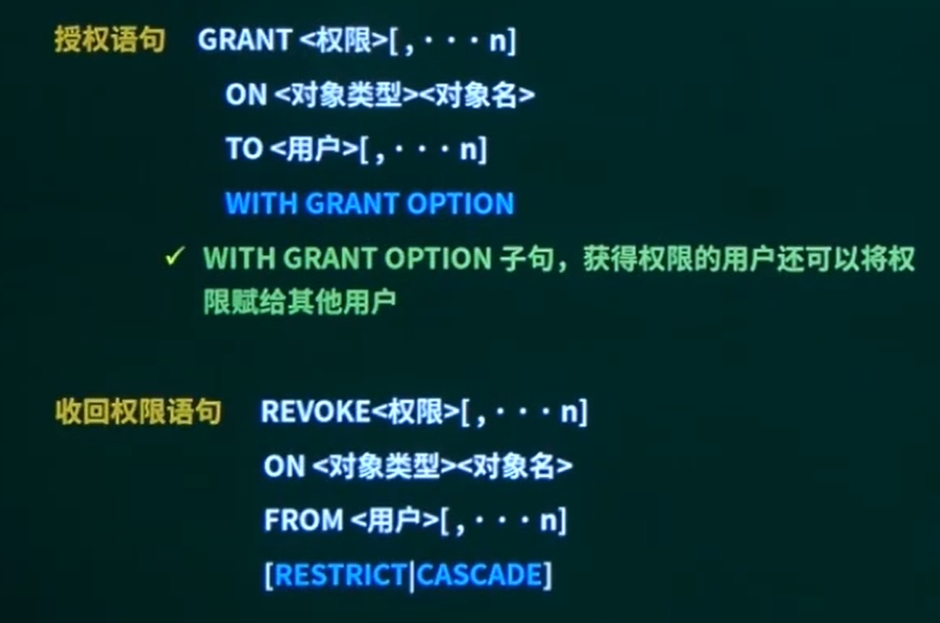 授权语句 GRANT <权限>[ , · · · n]
ON <对象类型><对象名>
TO <用户>[ , · · · n]
WITH GRANT OPTION
✓ WITH GRANT OPTION 子句，获得权限的用户还可以将权
限赋给其他用户
收回权限语句 REVOKE<权限>[ , · · · n]
ON <对象类型><对象名>
FROM <用户>[ , · · · n]
[RESTRICT|CASCADE]